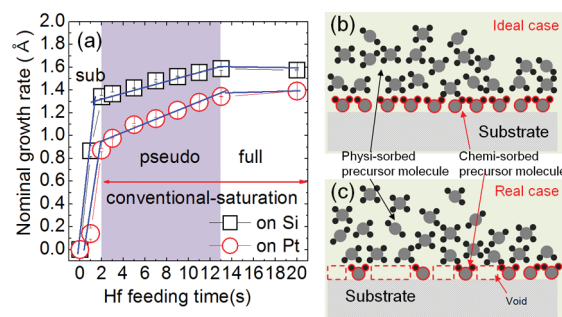 (a)
Nominal growth rate ( Å)
2.0
1.8
1.6
1.4
1.2
1.0
0.8
0.6
0.4
0.2
0.0
sub
pseudo
full
conventional-saturation
on Si
on Pt
0 2 4 6 8 10 12 14 16 18 20
Hf feeding time(s)
(b)
Ideal case
Substrate
Physi-sorbed
precursor molecule
Chemi-sorbed
precursor molecule
(c)
Real case
Substrate
Void